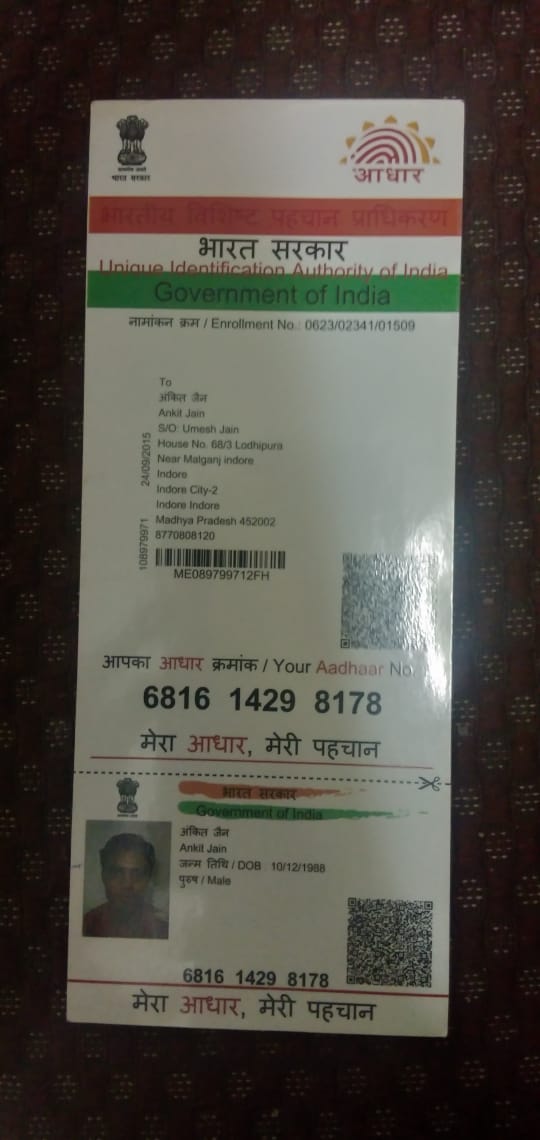 भारत सरकार
आधार
भारतीय विशिष्ट पहचान प्राधिकरण
भारत सरकार
Unique Identification Authority of India
Government of India
नामांकन क्रम / Enrollment No.: 0623/02341/01509
To
अंकित जैन
Ankit Jain
S/O: Umesh Jain
House No. 68/3 Lodhipura
Near Malganj indore
Indore
Indore City-2
Indore Indore
Madhya Pradesh 452002
8770808120
24/09/2015
108979971
ME089799712FH
आपका आधार क्रमांक / Your Aadhaar No
6816 1429 8178
मेरा आधार, मेरी पहचान
भारत सरकार
Government of India
अंकित जैन
Ankit Jain
जन्म तिथि / DOB 10/12/1988
पुरुष / Male
6816 1429 8178
मेरा आधार, मेरी पहचान